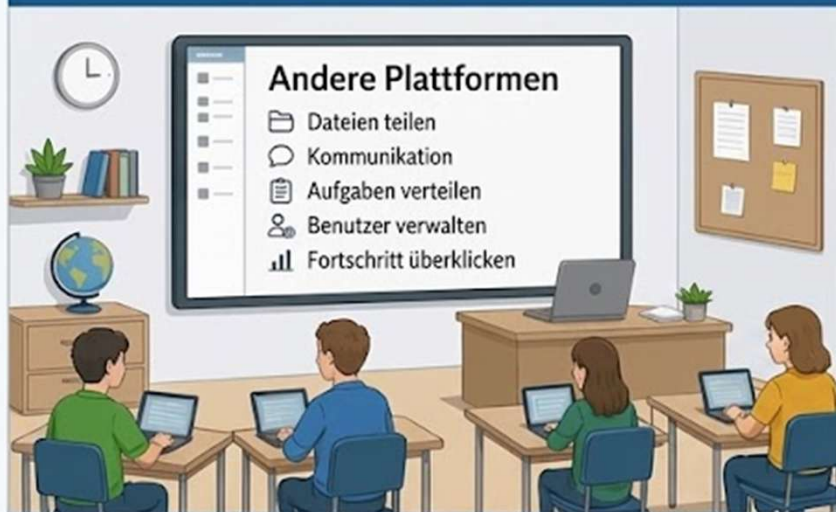 Andere Plattformen
Dateien teilen
Kommunikation
Aufgaben verteilen
Benutzer verwalten
Fortschritt überklicken